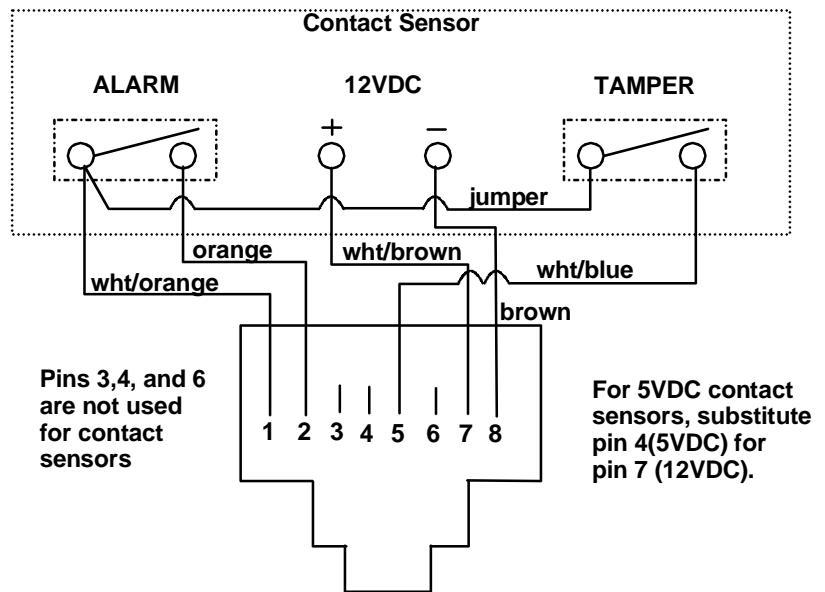 Contact Sensor
ALARM
12VDC
TAMPER
+
–
jumper
orange
wht/brown
wht/blue
wht/orange
brown
Pins 3,4, and 6
are not used
for contact
sensors
1 2 3 4 5 6 7 8
For 5VDC contact
sensors, substitute
pin 4(5VDC) for
pin 7 (12VDC).